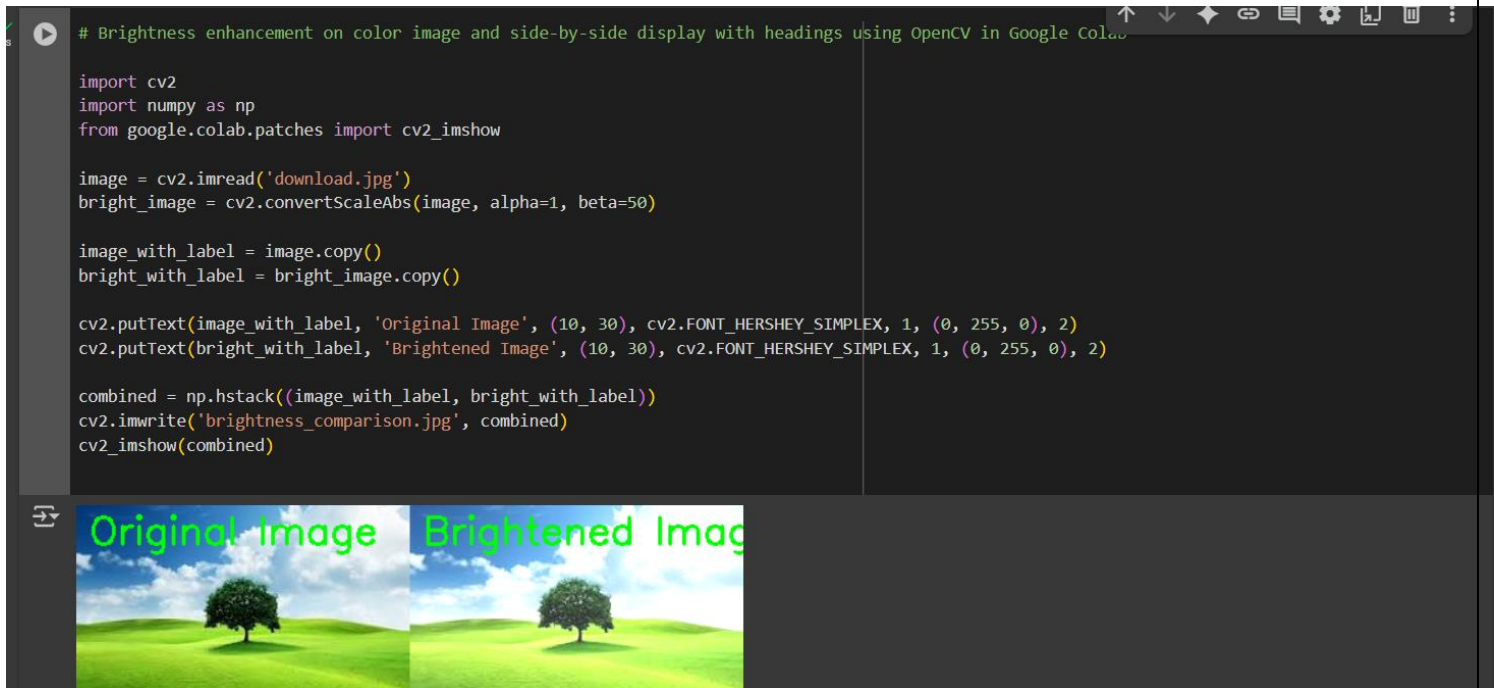 # Brightness enhancement on color image and side-by-side display with headings using OpenCV in Google Colab
import cv2
import numpy as np
from google.colab.patches import cv2_imshow
image = cv2.imread('download.jpg')
bright_image = cv2.convertScaleAbs(image, alpha=1, beta=50)
image_with_label = image.copy()
bright_with_label = bright_image.copy()
cv2.putText(image_with_label, 'Original Image', (10, 30), cv2.FONT_HERSHEY_SIMPLEX, 1, (0, 255, 0), 2)
cv2.putText(bright_with_label, 'Brightened Image', (10, 30), cv2.FONT_HERSHEY_SIMPLEX, 1, (0, 255, 0), 2)
combined = np.hstack((image_with_label, bright_with_label))
cv2.imwrite('brightness_comparison.jpg', combined)
cv2_imshow(combined)
Original Image Brightened Imag